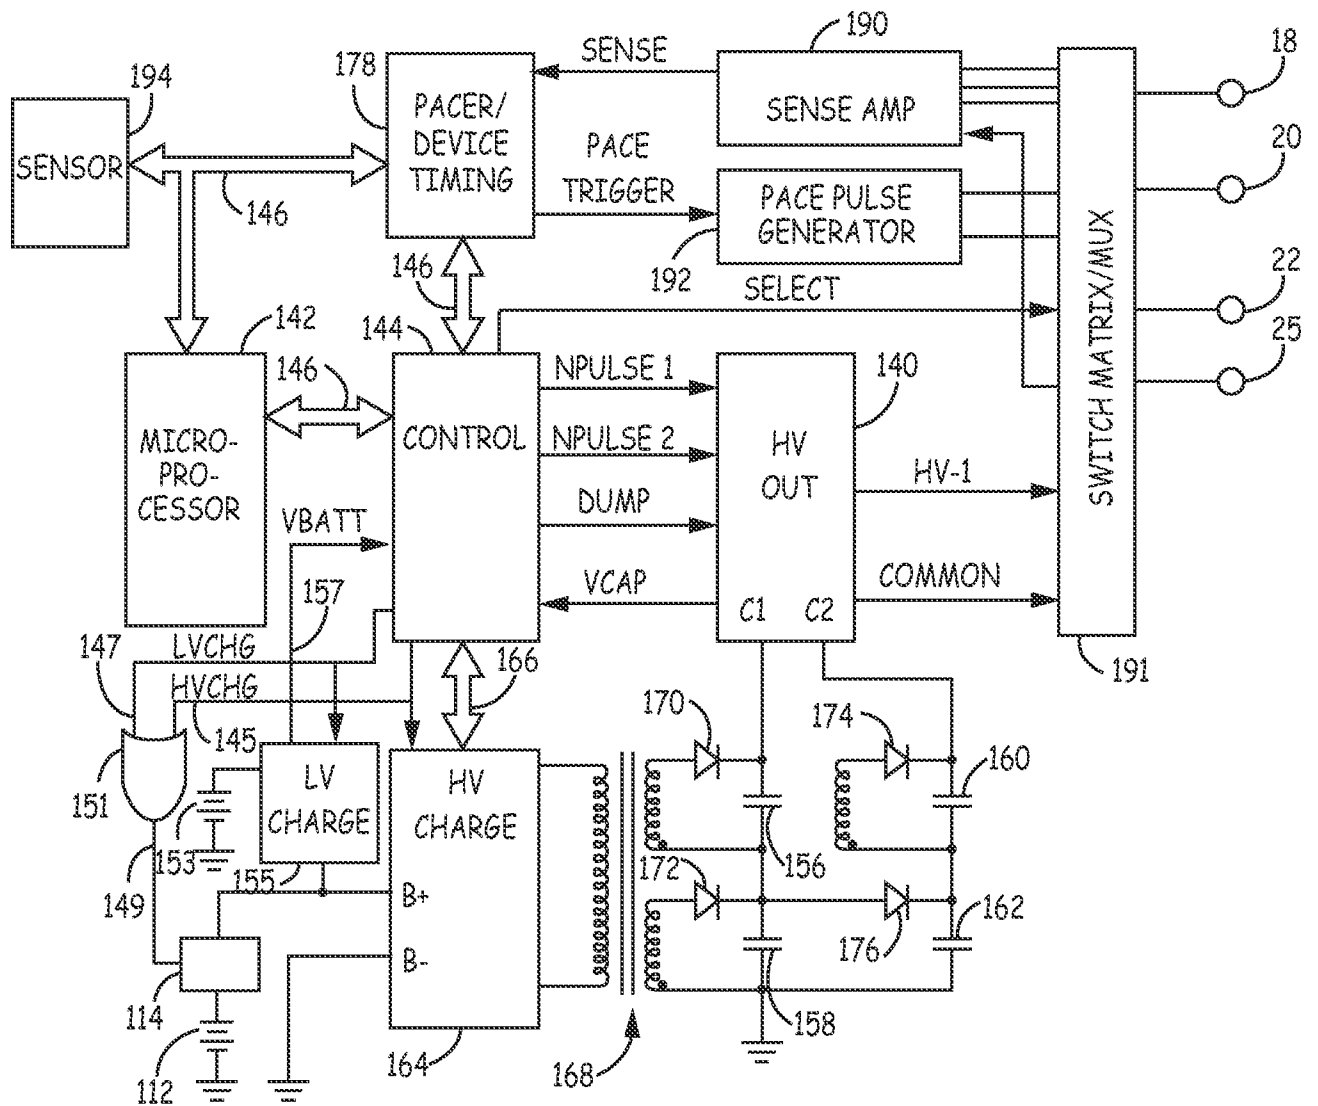 190
18
194
178
SENSE
PACER/
DEVICE
TIMING
SENSE AMP
SENSOR
PACE
TRIGGER
20
PACE PULSE
GENERATOR
146
146
192
SELECT
22
142
144
25
146
NPULSE 1
140
MICRO-
PRO-
CESSOR
CONTROL
NPULSE 2
HV
OUT
HV-1
SWITCH MATRIX/MUX
DUMP
VBATT
157
VCAP
COMMON
C1
C2
147
LVCHG
166
191
HVCHG
145
170
174
151
LV
CHARGE
HV
CHARGE
160
153
155
156
172
149
B+
162
176
B-
114
158
112
164
168